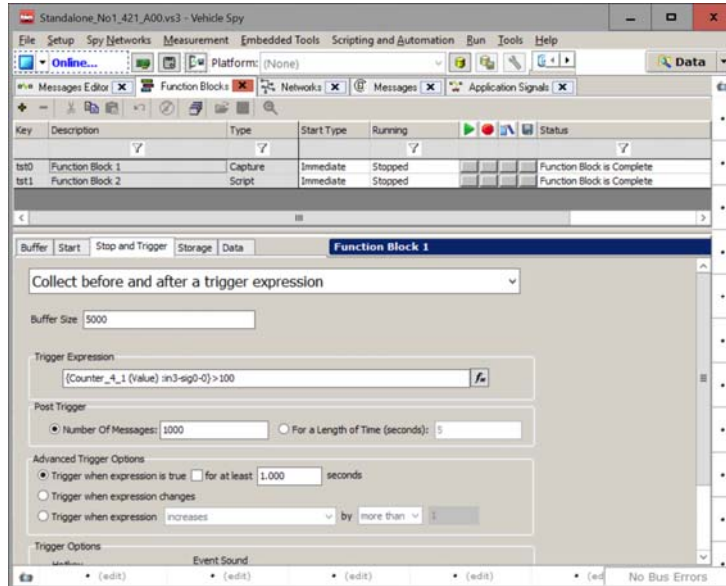 Standalone_No1_421_A00.vs3 - Vehicle Spy
File Setup Spy Networks Measurement Embedded Tools Scripting and Automation Run Tools Help
Online... Platform: (None) Data
Messages Editor X Function Blocks X Networks X Messages X Application Signals X
Key Description Type Start Type Running Status
tst0 Function Block 1 Capture Immediate Stopped Function Block is Complete
tst1 Function Block 2 Script Immediate Stopped Function Block is Complete
Buffer Start Stop and Trigger Storage Data Function Block 1
Collect before and after a trigger expression
Buffer Size 5000
Trigger Expression
{Counter_4_1 (Value) :in3-sig0-0}>100
Post Trigger
Number Of Messages: 1000 For a Length of Time (seconds): 5
Advanced Trigger Options
Trigger when expression is true for at least 1.000 seconds
Trigger when expression changes
Trigger when expression increases by more than 1
Trigger Options
Hotkey Event Sound
(edit) (edit) (edit) (edit) (ed No Bus Errors